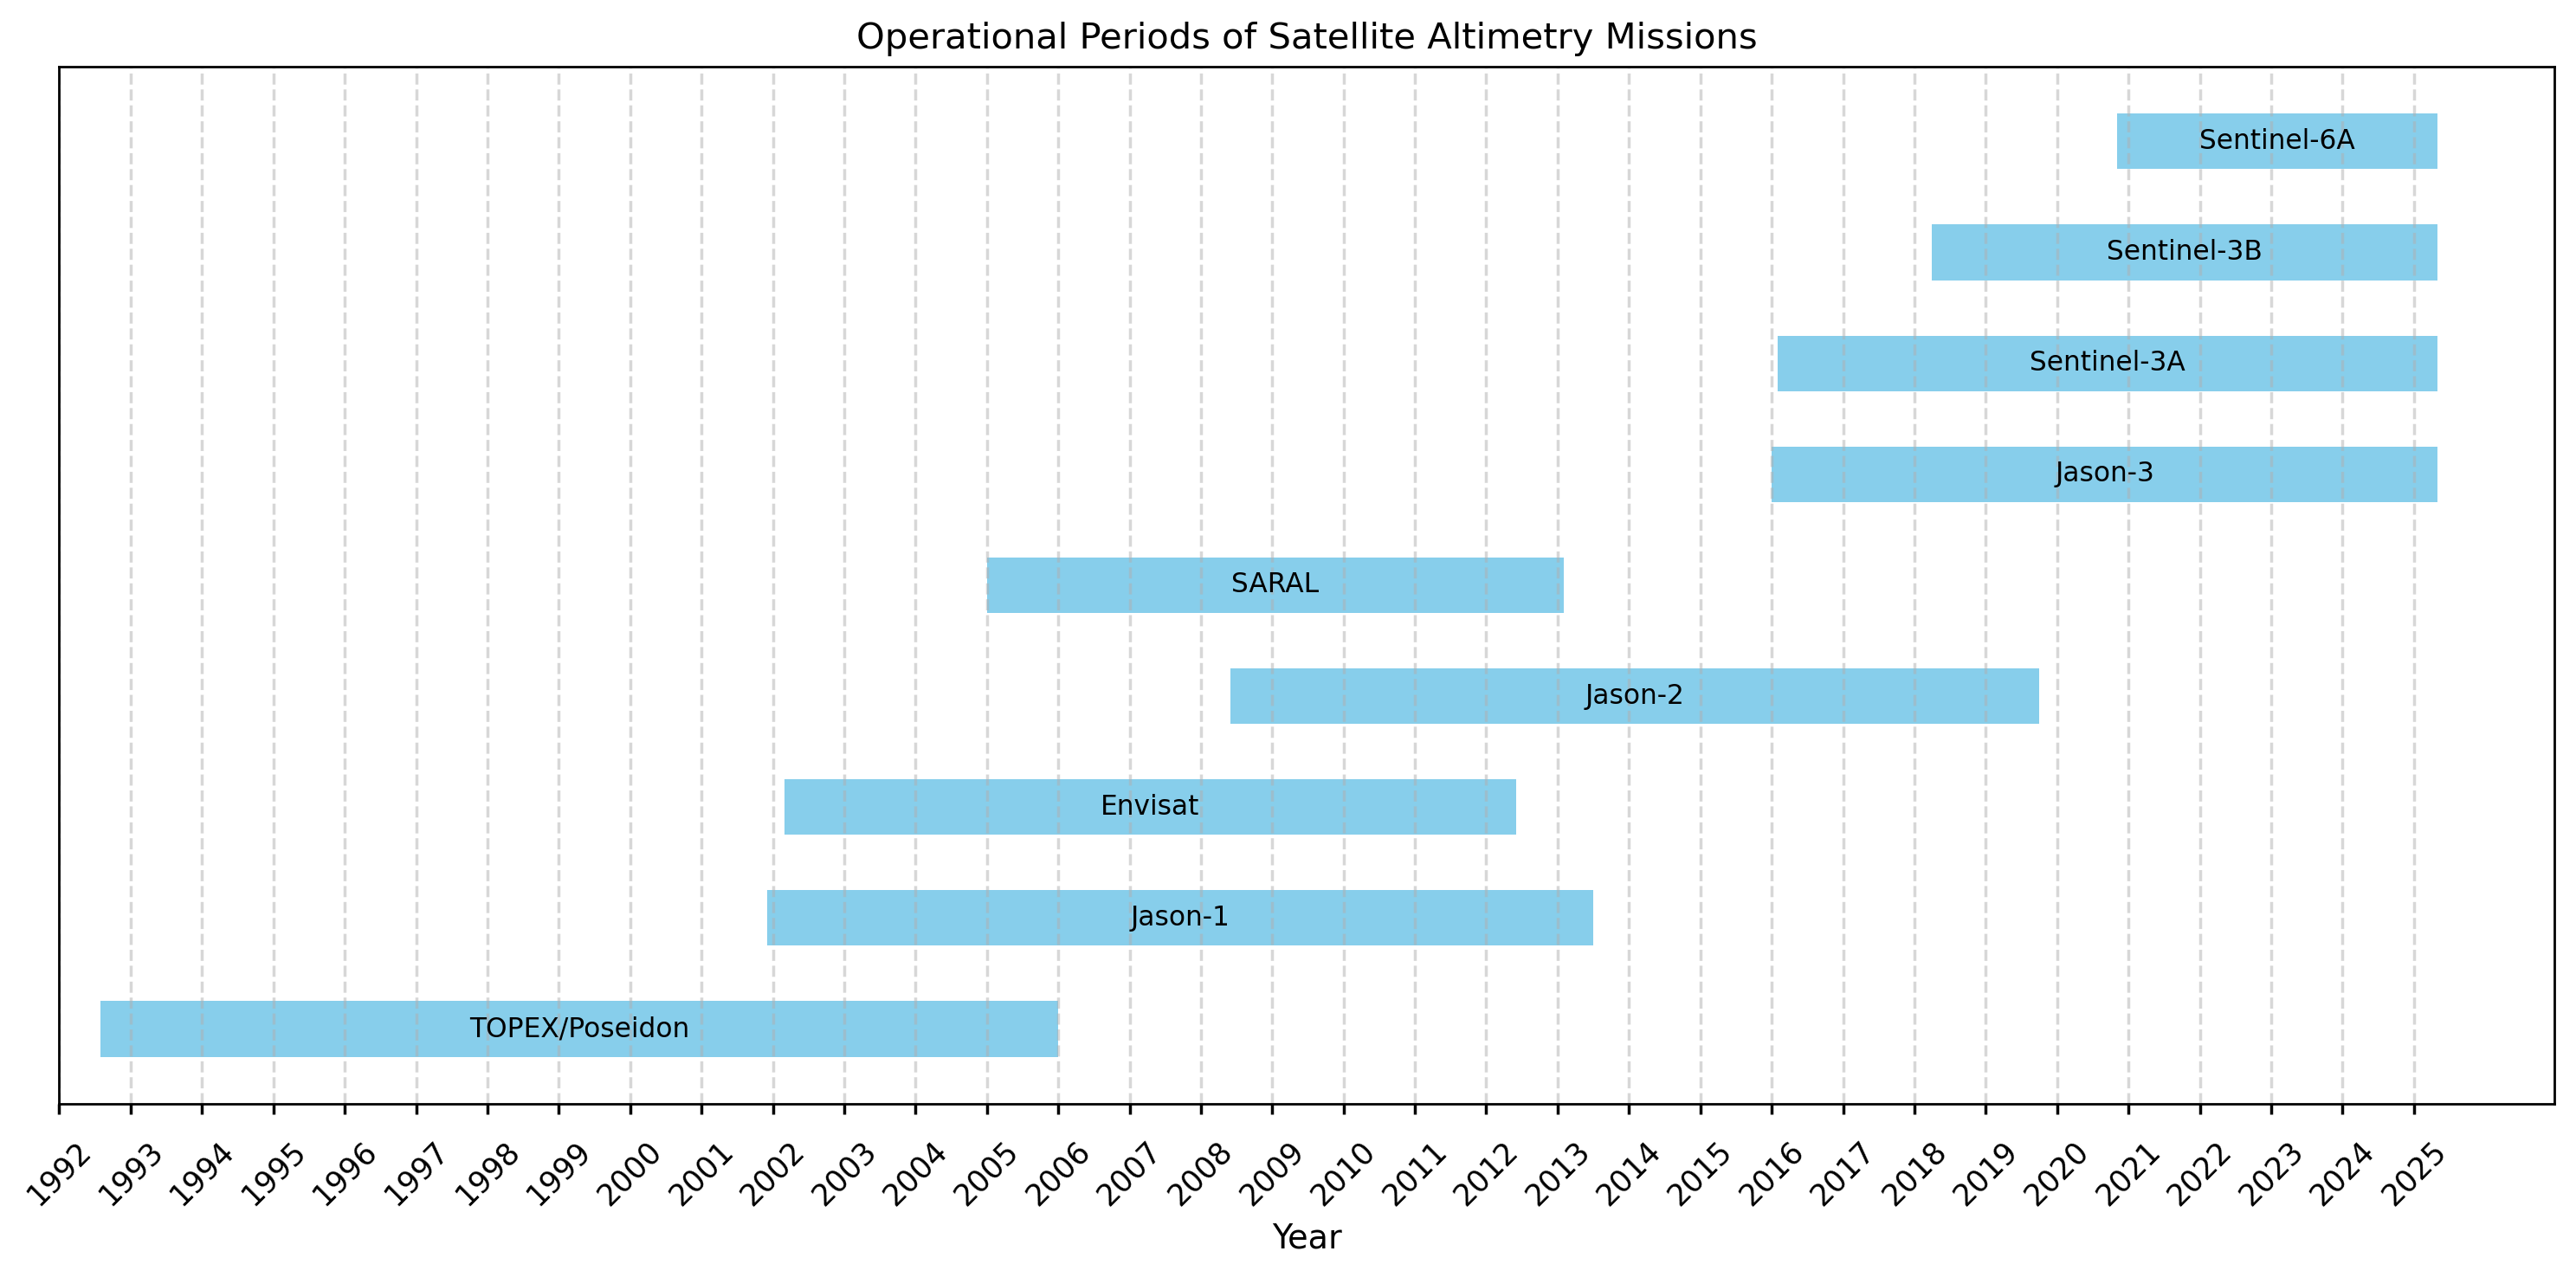 Operational Periods of Satellite Altimetry Missions
Sentinel-6A
Sentinel-3B
Sentinel-3A
Jason-3
SARAL
Jason-2
Envisat
Jason-1
TOPEX/Poseidon
1992 1993 1994 1995 1996 1997 1998 1999 2000 2001 2002 2003 2004 2005 2006 2007 2008 2009 2010 2011 2012 2013 2014 2015 2016 2017 2018 2019 2020 2021 2022 2023 2024 2025
Year